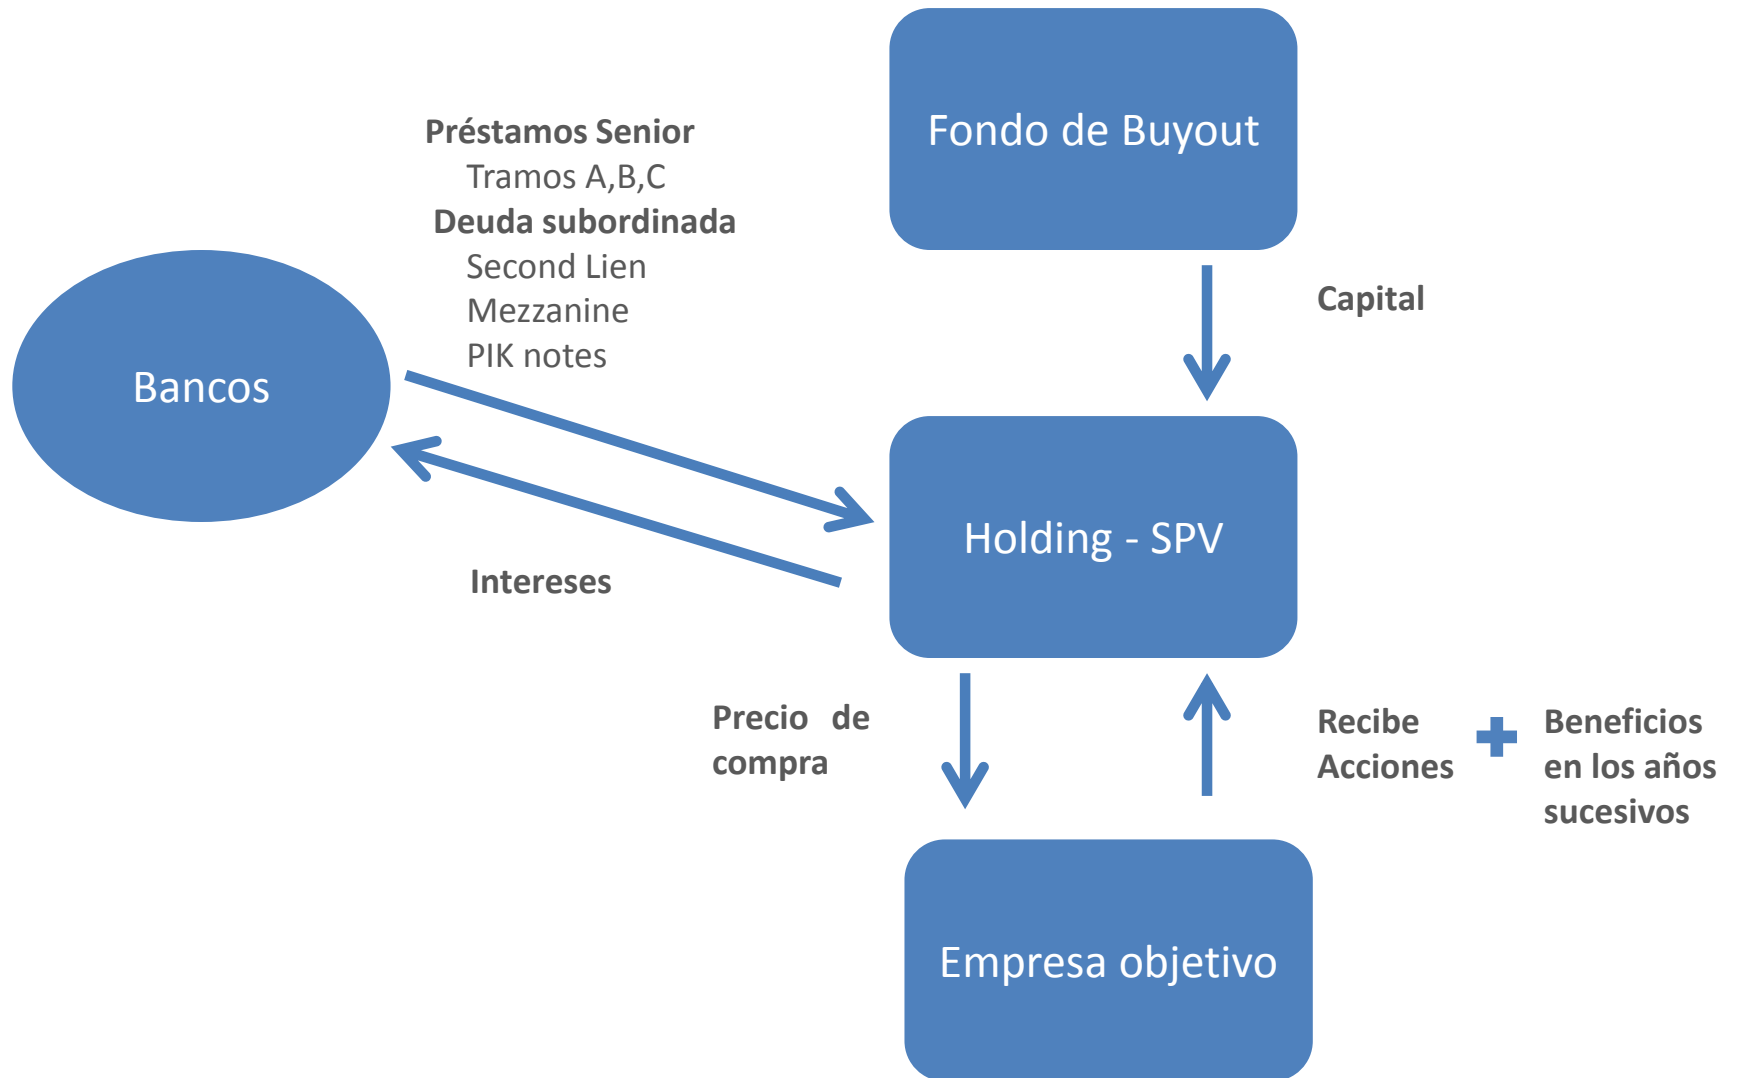 Fondo de Buyout
Préstamos Senior
Tramos A,B,C
Deuda subordinada
Second Lien
Mezzanine
PIK notes
Capital
Bancos
Holding - SPV
Intereses
Precio de
compra
Recibe
Acciones
Beneficios
en los años
sucesivos
Empresa objetivo